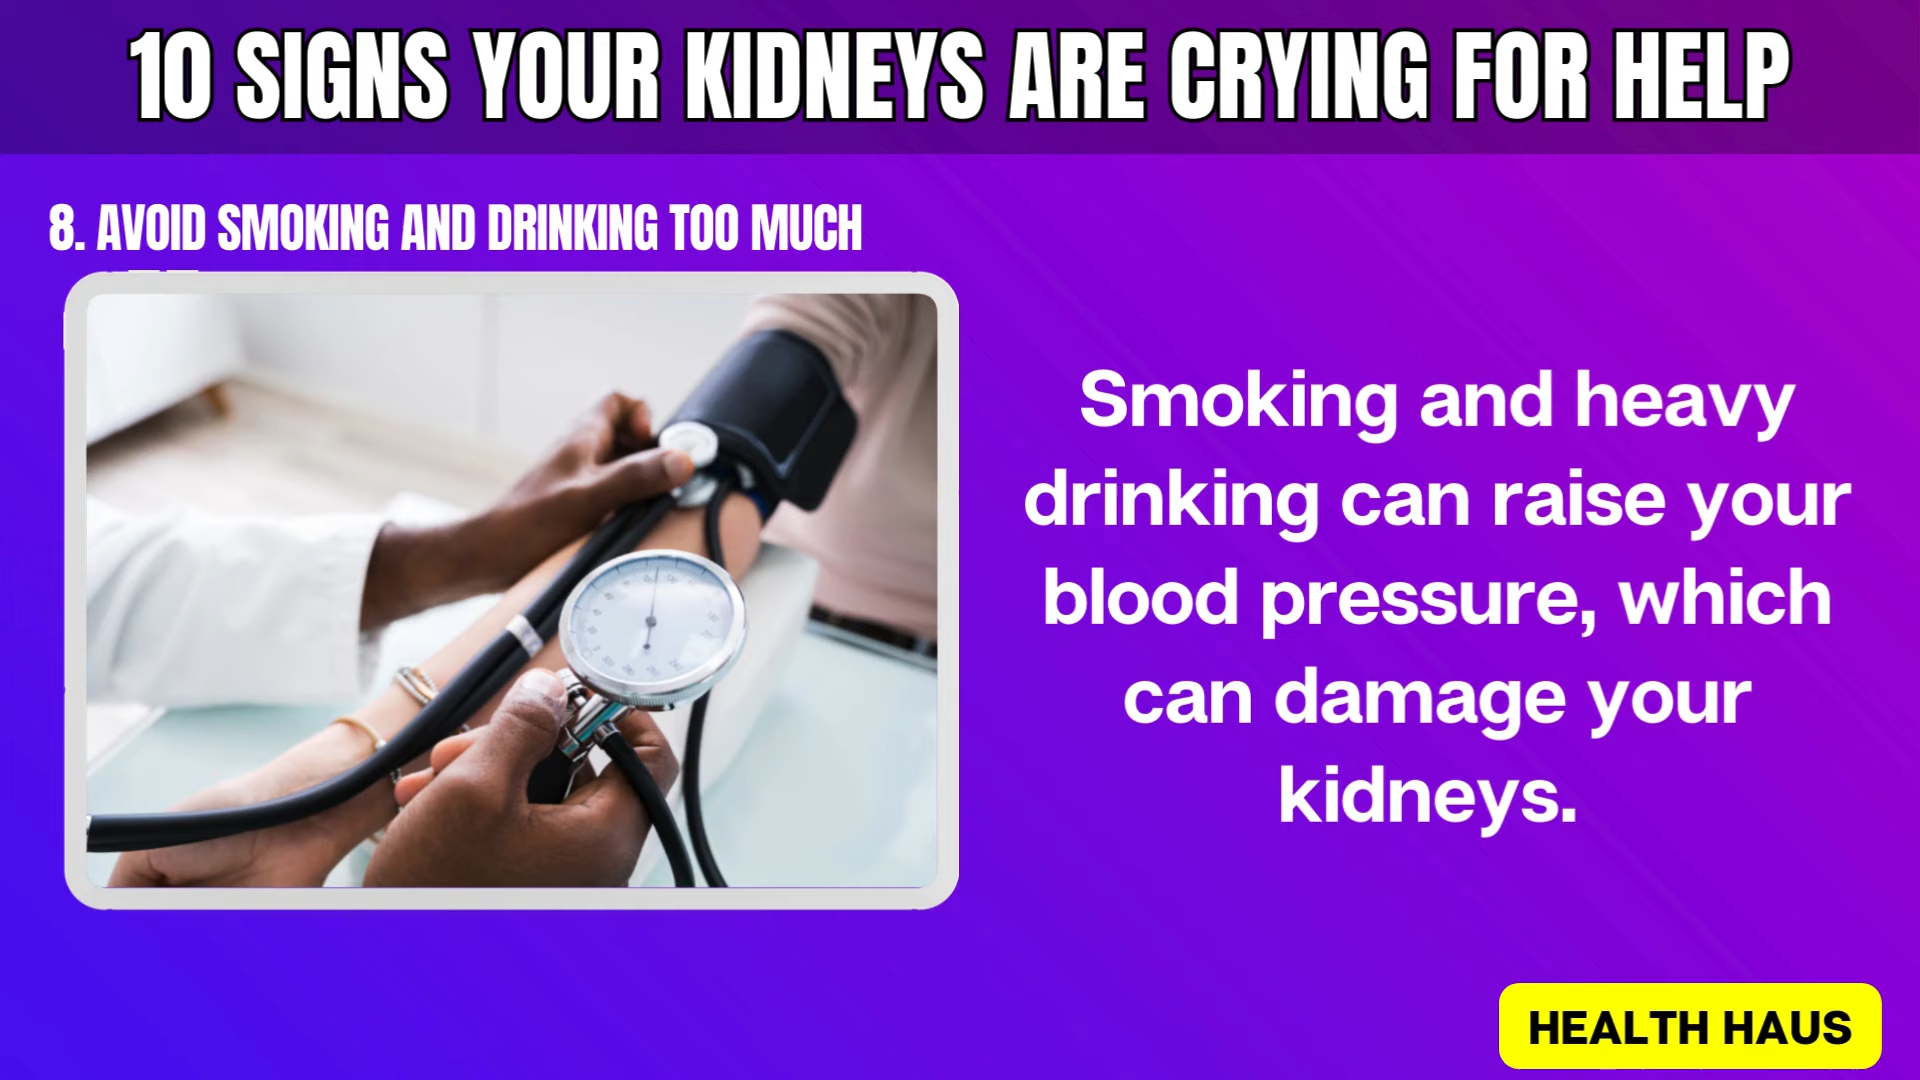 10 SIGNS YOUR KIDNEYS ARE CRYING FOR HELP
8. AVOID SMOKING AND DRINKING TOO MUCH
Smoking and heavy
drinking can raise your
blood pressure, which
can damage your
kidneys.
HEALTH HAUS